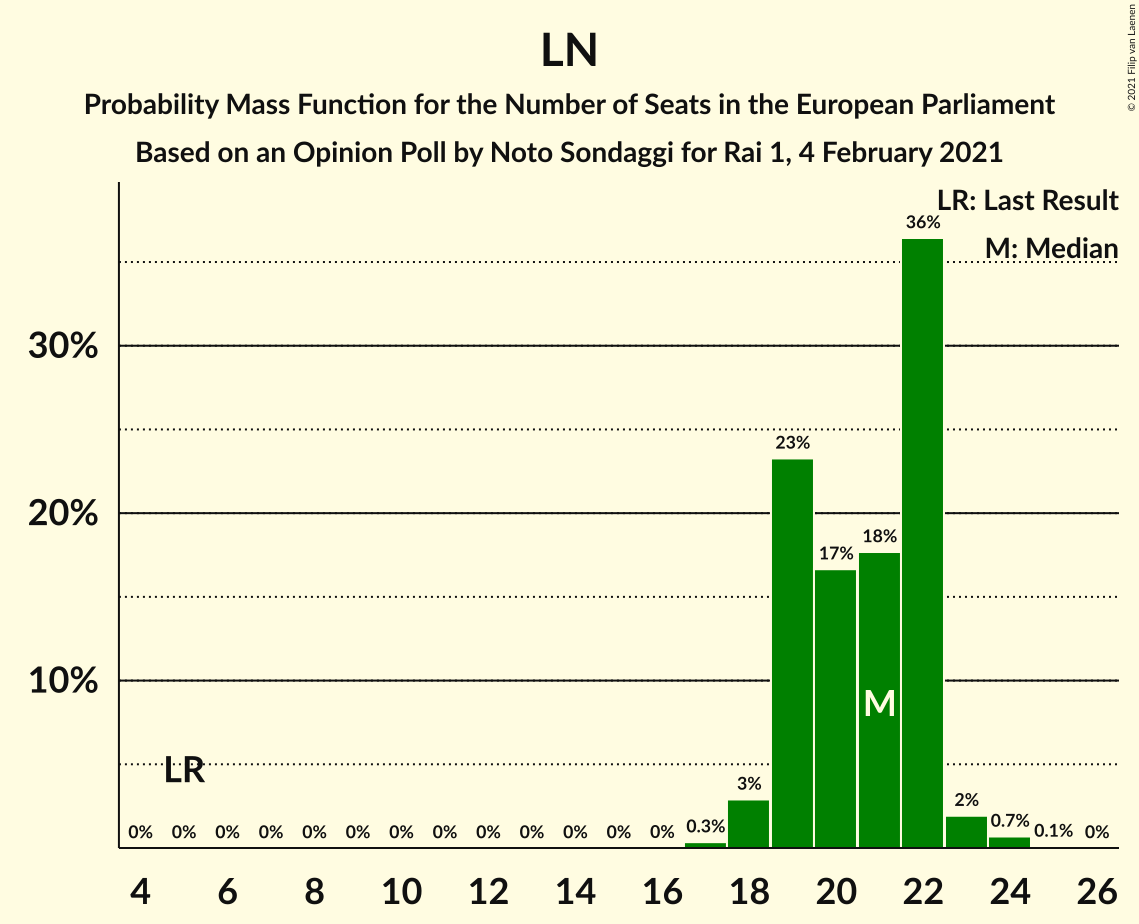 LN
Probability Mass Function for the Number of Seats in the European Parliament
Based on an Opinion Poll by Noto Sondaggi for Rai 1, 4 February 2021
© 2021 Filip van Laenen
LR: Last Result
M: Median
30%
20%
10%
LR
M
0% 0% 0% 0% 0% 0% 0% 0% 0% 0% 0% 0% 0% 0.3% 3% 23% 17% 18% 36% 2% 0.7% 0.1% 0%
4 6 8 10 12 14 16 18 20 22 24 26